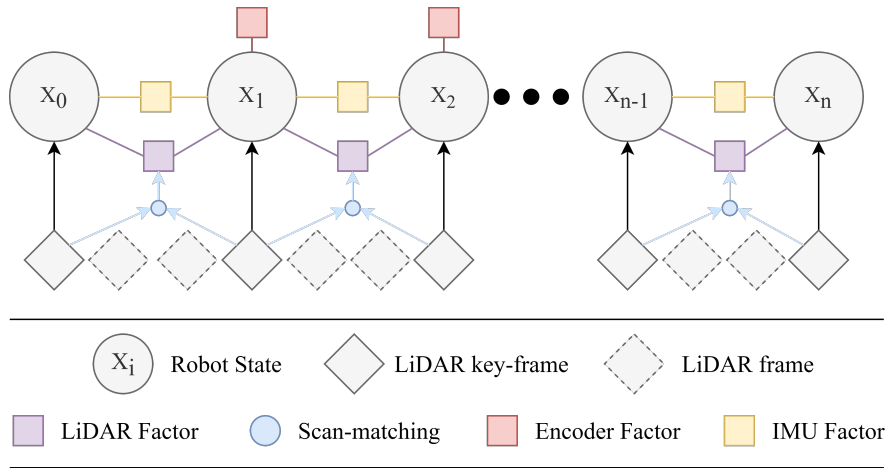 X0 X1 X2 Xn-1 Xn
Xi Robot State LiDAR key-frame LiDAR frame
LiDAR Factor Scan-matching Encoder Factor IMU Factor